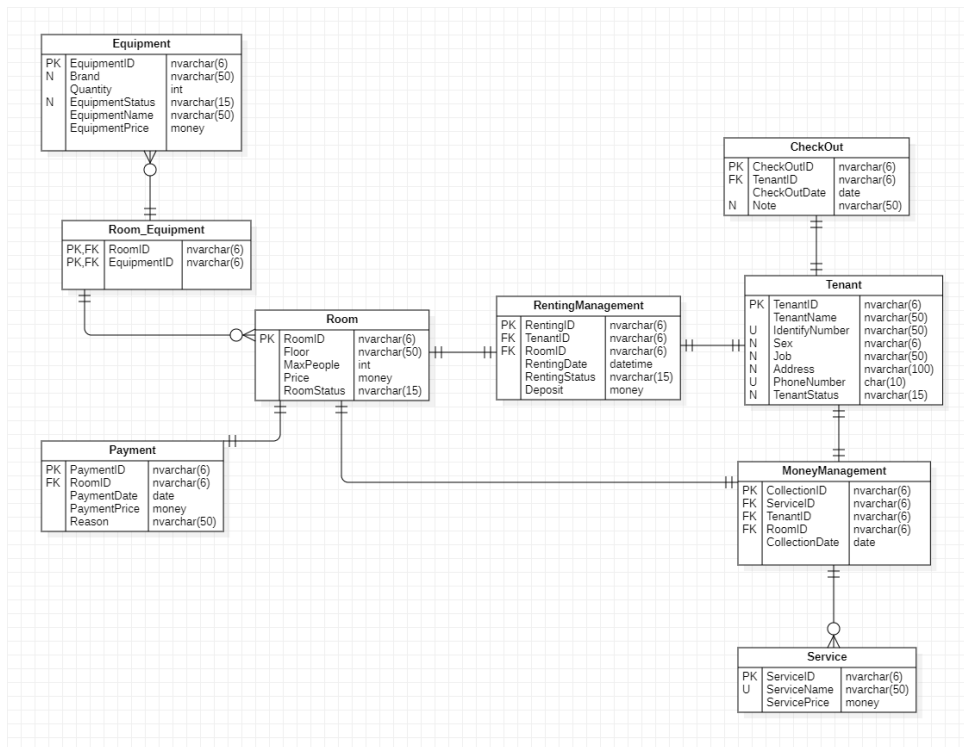 Equipment
PK EquipmentID nvarchar(6)
N Brand nvarchar(50)
Quantity int
N EquipmentStatus nvarchar(15)
EquipmentName nvarchar(50)
EquipmentPrice money
CheckOut
PK CheckOutID nvarchar(6)
FK TenantID nvarchar(6)
CheckOutDate date
N Note nvarchar(50)
Room_Equipment
PK,FK RoomID nvarchar(6)
PK,FK EquipmentID nvarchar(6)
Tenant
PK TenantID nvarchar(6)
TenantName nvarchar(50)
U IdentifyNumber nvarchar(50)
N Sex nvarchar(6)
N Job nvarchar(50)
N Address nvarchar(100)
U PhoneNumber char(10)
N TenantStatus nvarchar(15)
RentingManagement
PK RentingID nvarchar(6)
FK TenantID nvarchar(6)
FK RoomID nvarchar(6)
RentingDate datetime
RentingStatus nvarchar(15)
Deposit money
Room
PK RoomID nvarchar(6)
Floor nvarchar(50)
MaxPeople int
Price money
RoomStatus nvarchar(15)
Payment
PK PaymentID nvarchar(6)
FK RoomID nvarchar(6)
PaymentDate date
PaymentPrice money
Reason nvarchar(50)
MoneyManagement
PK CollectionID nvarchar(6)
FK ServiceID nvarchar(6)
FK TenantID nvarchar(6)
FK RoomID nvarchar(6)
CollectionDate date
Service
PK ServiceID nvarchar(6)
U ServiceName nvarchar(50)
ServicePrice money